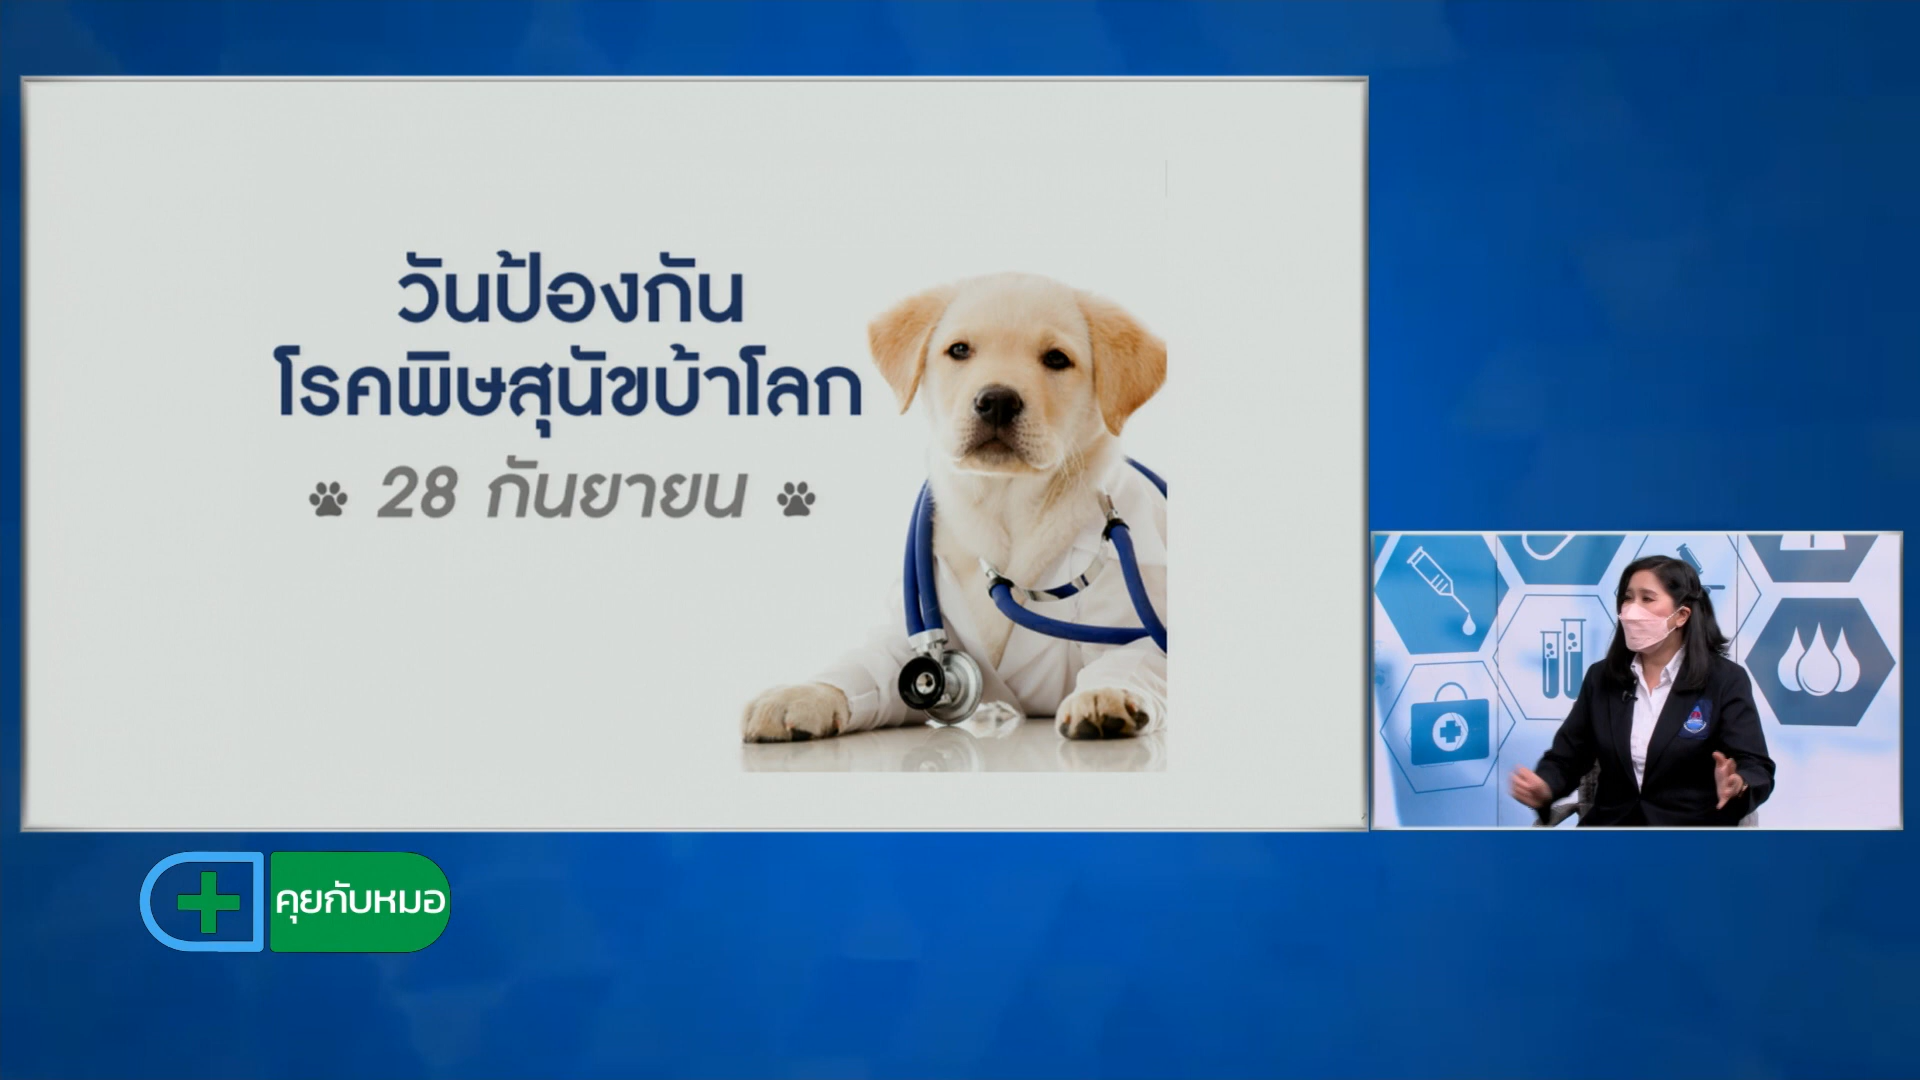 วันป้องกัน
โรคพิษสุนัขบ้าโลก
28 กันยายน
คุยกับหมอ